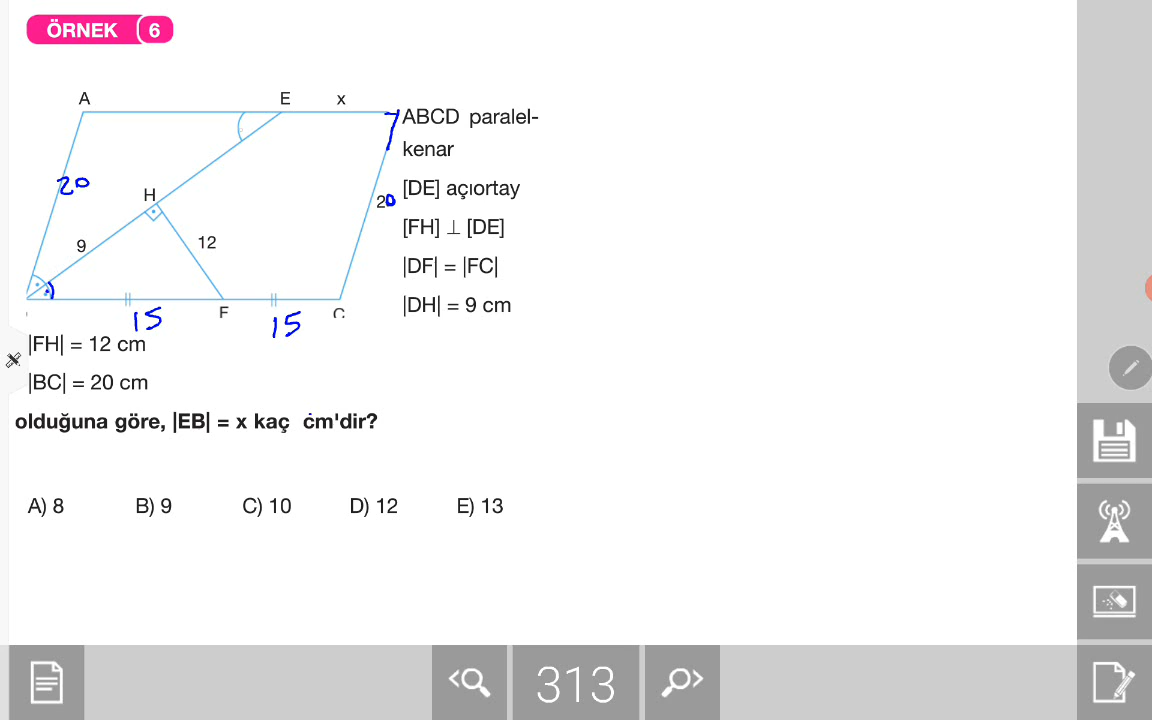 ÖRNEK 6
A E x
ABCD paralel-
kenar
20 H 20
[DE] açıortay
[FH] ⊥ [DE]
9 12
|DF| = |FC|
|DH| = 9 cm
F C
15 15
|FH| = 12 cm
|BC| = 20 cm
olduğuna göre, |EB| = x kaç cm'dir?
A) 8 B) 9 C) 10 D) 12 E) 13
313